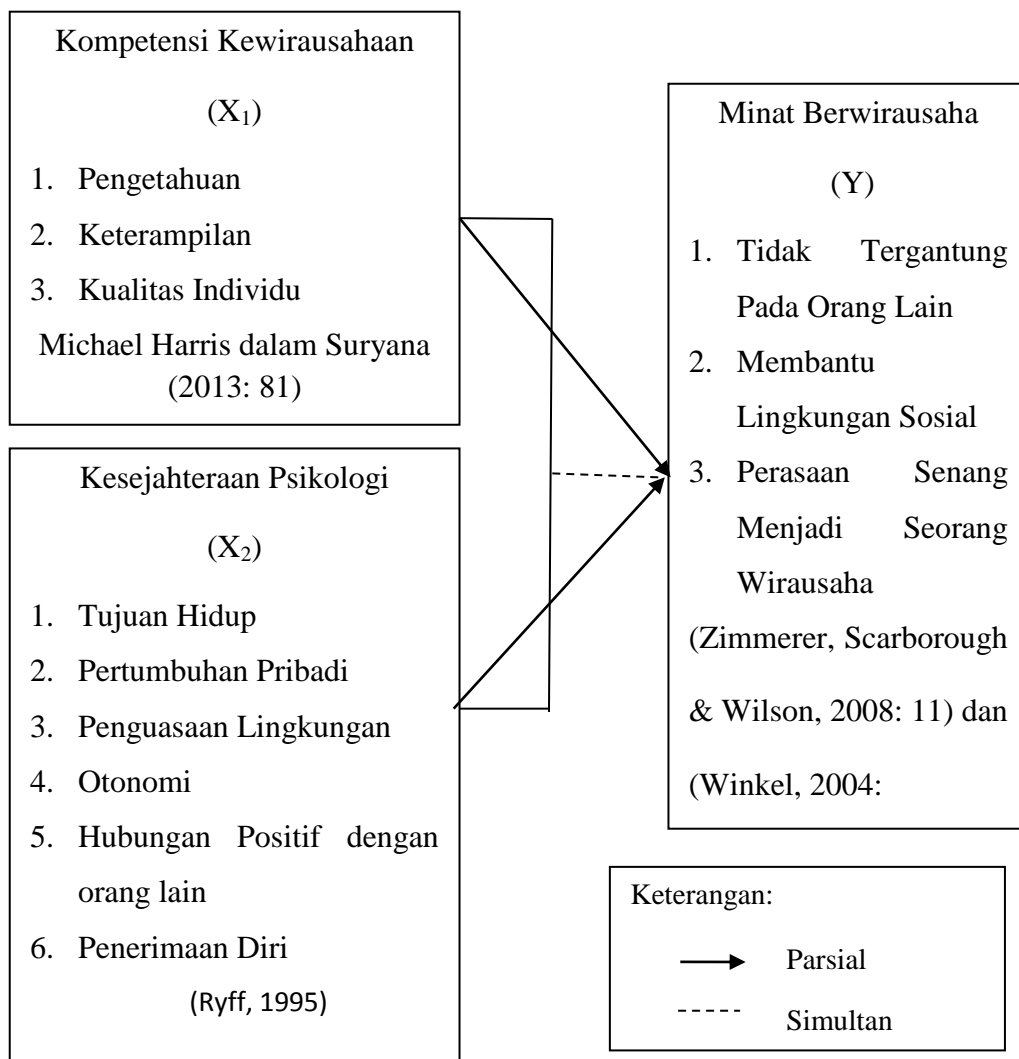 Kompetensi Kewirausahaan
(X₁)
1. Pengetahuan
2. Keterampilan
3. Kualitas Individu
Michael Harris dalam Suryana
(2013: 81)
Kesejahteraan Psikologi
(X₂)
1. Tujuan Hidup
2. Pertumbuhan Pribadi
3. Penguasaan Lingkungan
4. Otonomi
5. Hubungan Positif dengan
orang lain
6. Penerimaan Diri
(Ryff, 1995)
Minat Berwirausaha
(Y)
1. Tidak Tergantung
Pada Orang Lain
2. Membantu
Lingkungan Sosial
3. Perasaan Senang
Menjadi Seorang
Wirausaha
(Zimmerer, Scarborough
& Wilson, 2008: 11) dan
(Winkel, 2004:
Keterangan:
Parsial
Simultan